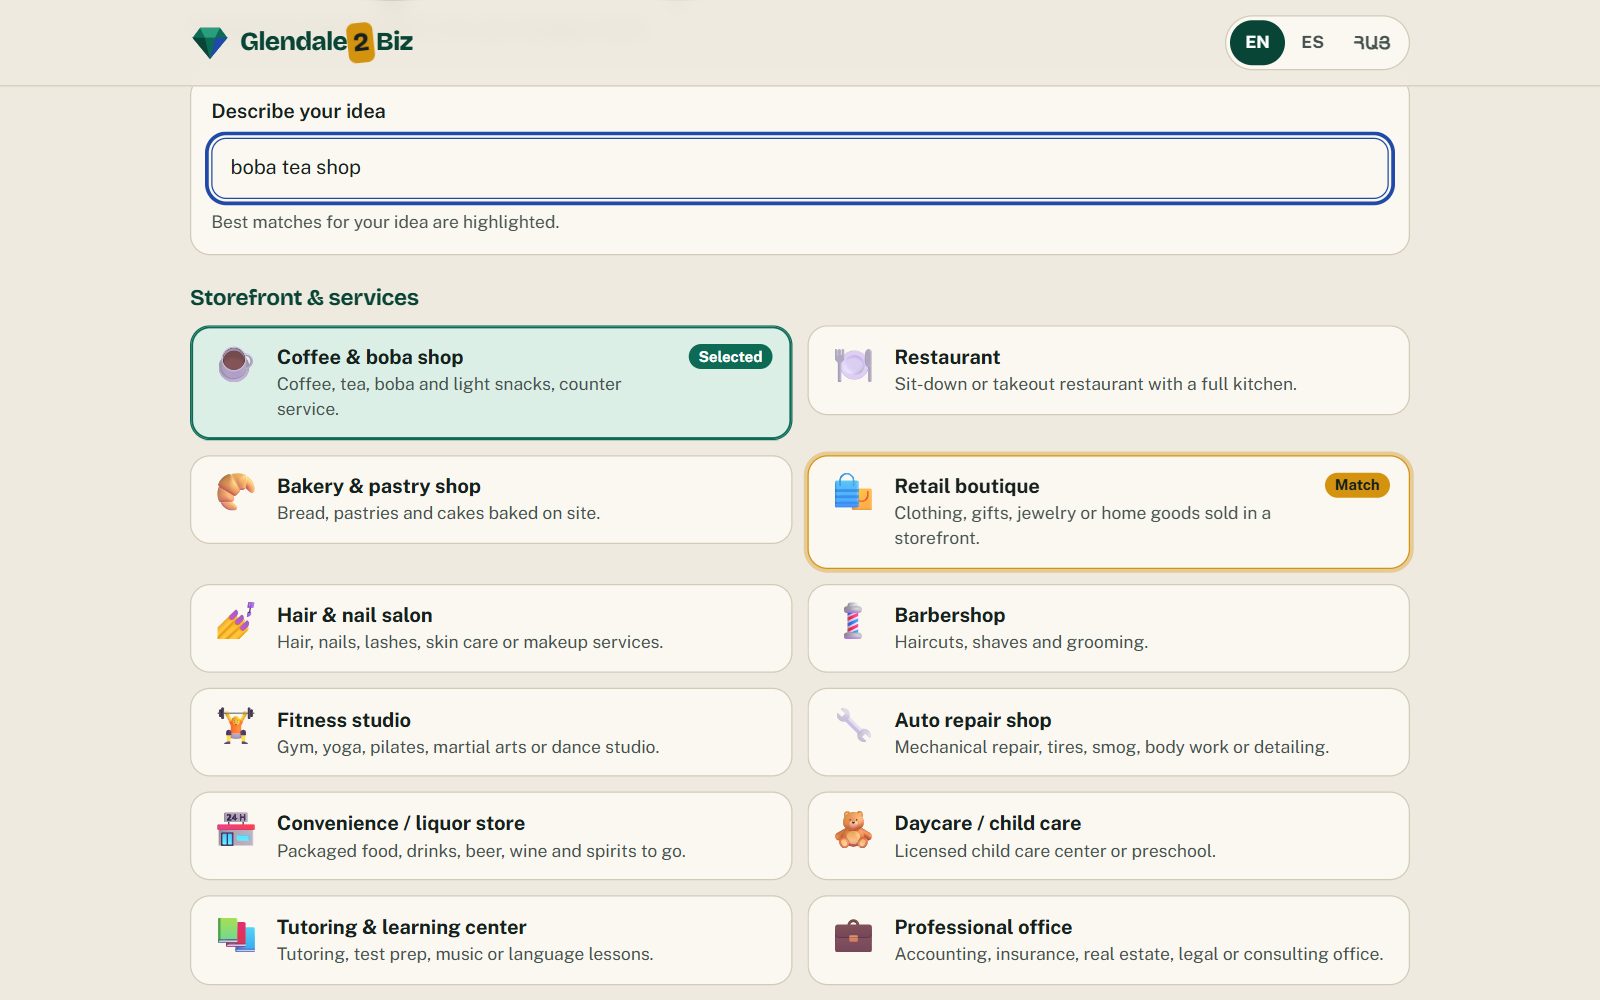 Glendale 2 Biz
EN ES ՀԱՅ
Describe your idea
boba tea shop
Best matches for your idea are highlighted.
Storefront & services
Coffee & boba shop
Selected
Coffee, tea, boba and light snacks, counter
service.
Restaurant
Sit-down or takeout restaurant with a full kitchen.
Bakery & pastry shop
Bread, pastries and cakes baked on site.
Retail boutique
Match
Clothing, gifts, jewelry or home goods sold in a
storefront.
Hair & nail salon
Hair, nails, lashes, skin care or makeup services.
Barbershop
Haircuts, shaves and grooming.
Fitness studio
Gym, yoga, pilates, martial arts or dance studio.
Auto repair shop
Mechanical repair, tires, smog, body work or detailing.
24 H
Convenience / liquor store
Packaged food, drinks, beer, wine and spirits to go.
Daycare / child care
Licensed child care center or preschool.
Tutoring & learning center
Tutoring, test prep, music or language lessons.
Professional office
Accounting, insurance, real estate, legal or consulting office.